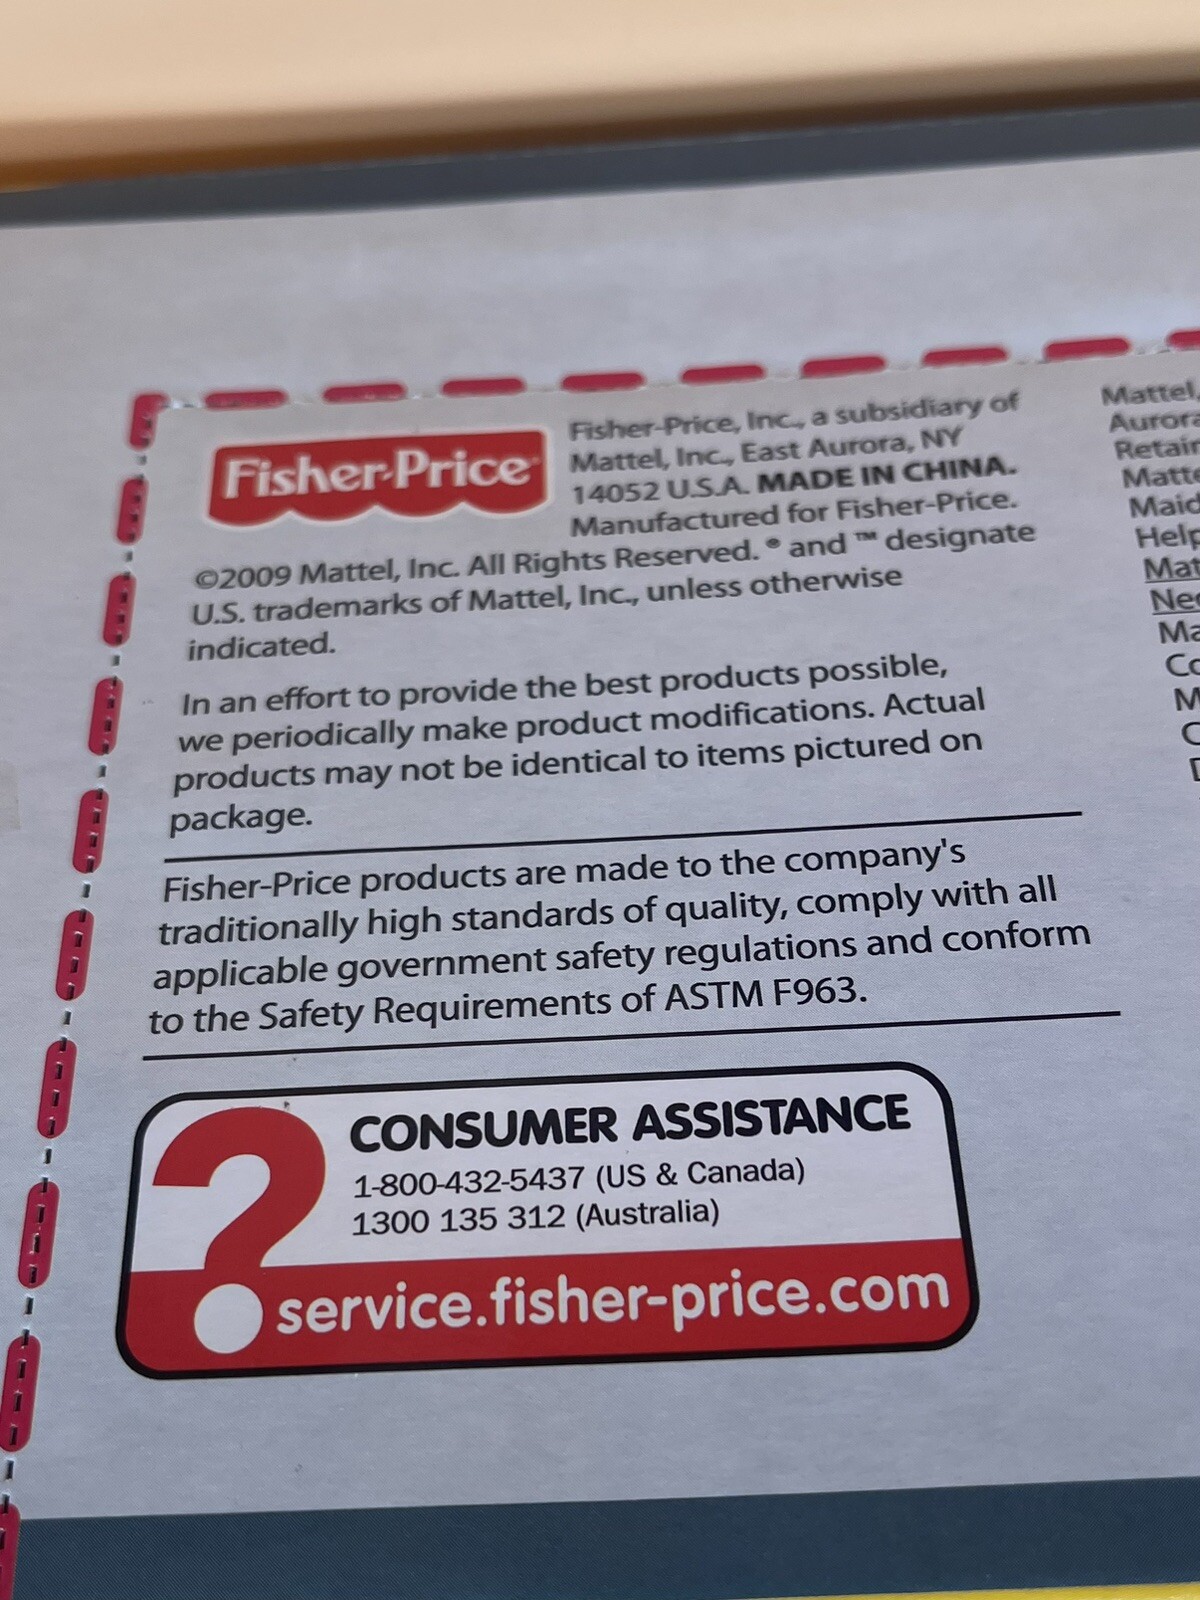 Fisher-Price
Fisher-Price, Inc., a subsidiary of
Mattel, Inc., East Aurora, NY
14052 U.S.A. MADE IN CHINA.
Manufactured for Fisher-Price.
©2009 Mattel, Inc. All Rights Reserved. ® and ™ designate
U.S. trademarks of Mattel, Inc., unless otherwise
indicated.
In an effort to provide the best products possible,
we periodically make product modifications. Actual
products may not be identical to items pictured on
package.
Fisher-Price products are made to the company's
traditionally high standards of quality, comply with all
applicable government safety regulations and conform
to the Safety Requirements of ASTM F963.
?
CONSUMER ASSISTANCE
1-800-432-5437 (US & Canada)
1300 135 312 (Australia)
service.fisher-price.com
Mattel,